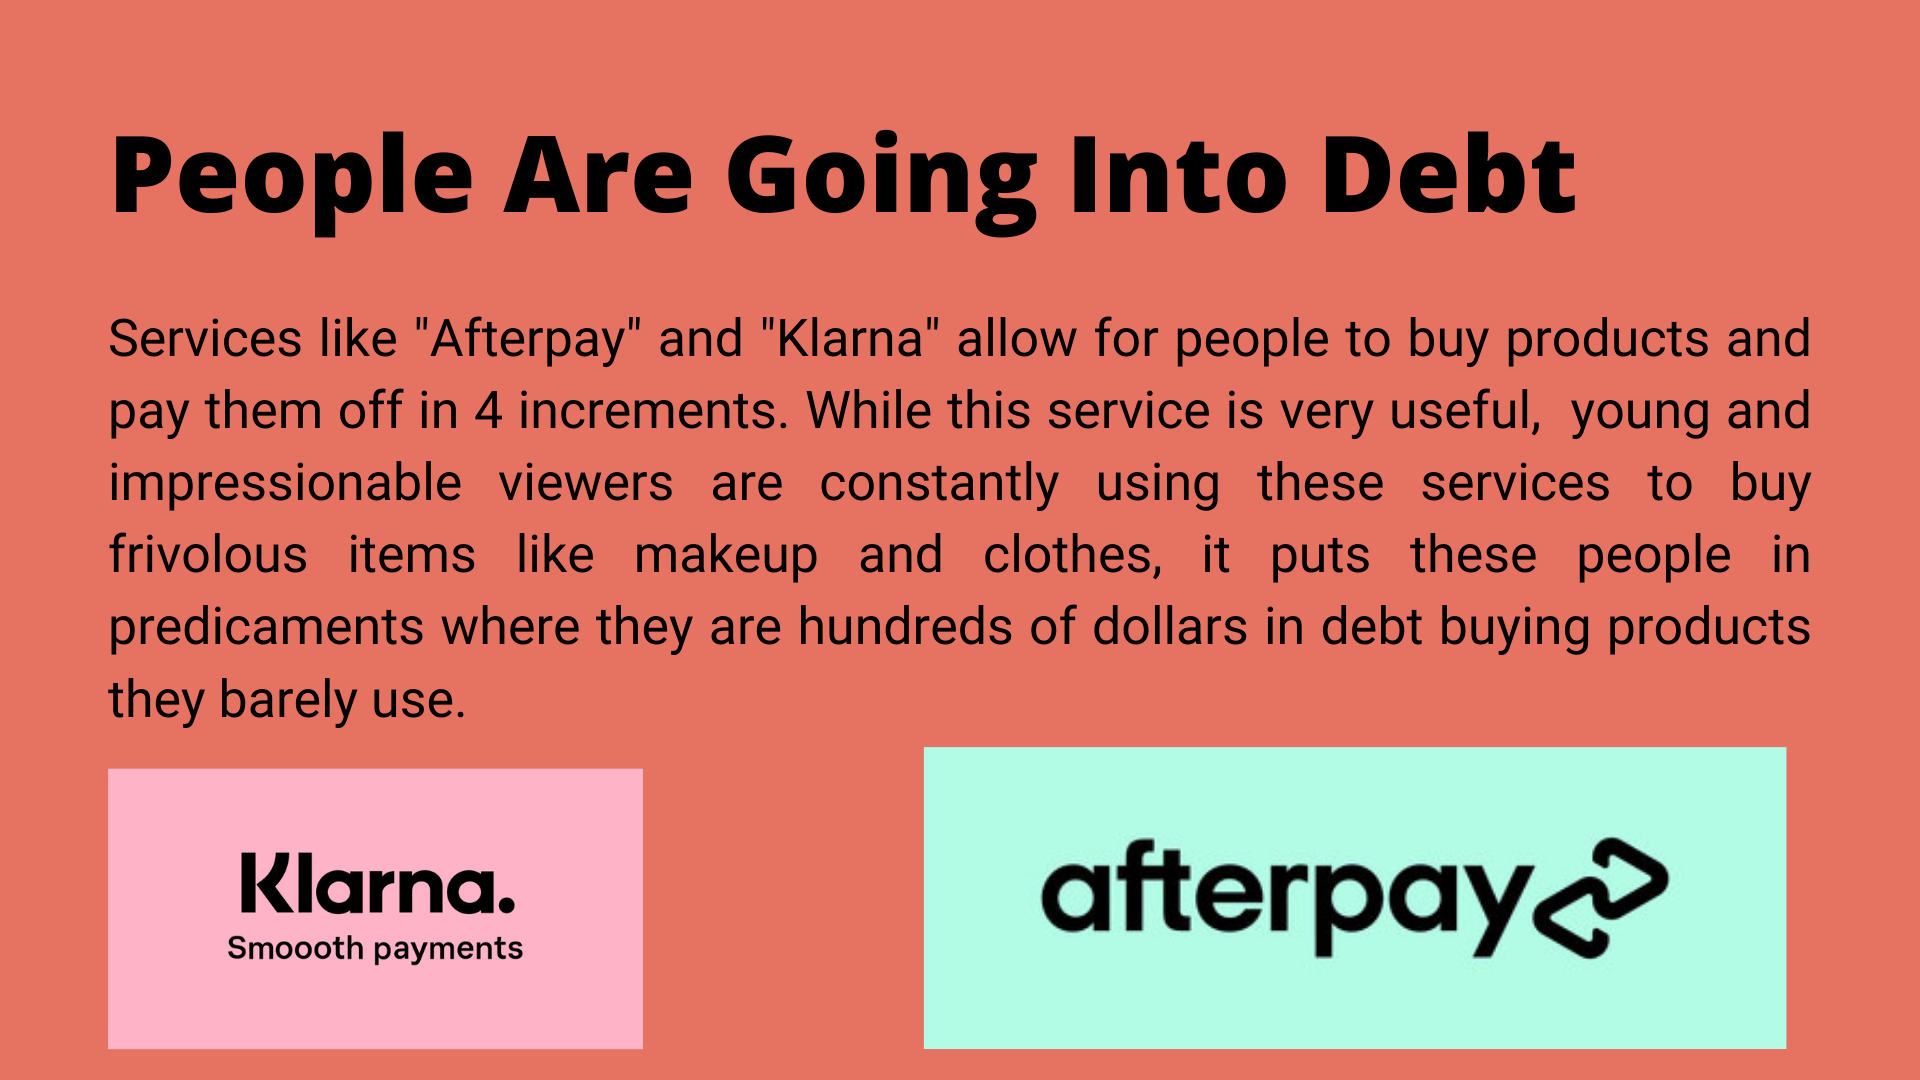 People Are Going Into Debt
Services like "Afterpay" and "Klarna" allow for people to buy products and
pay them off in 4 increments. While this service is very useful,  young and
impressionable viewers are constantly using these services to buy
frivolous items like makeup and clothes, it puts these people in
predicaments where they are hundreds of dollars in debt buying products
they barely use.
Klarna.
Smoooth payments
afterpay